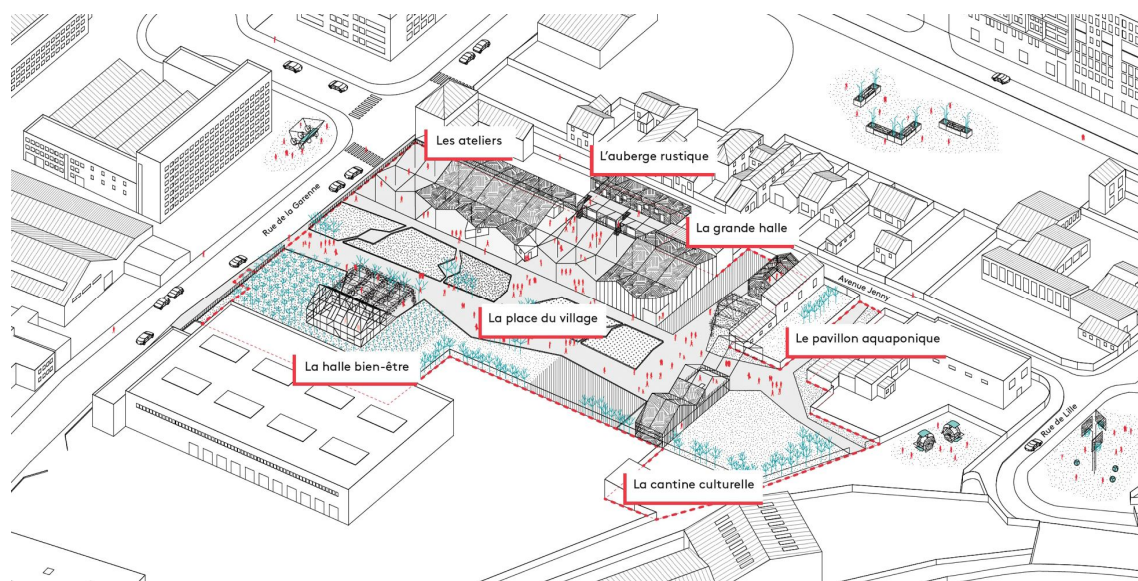 Les ateliers
L'auberge rustique
Rue de la Garenne
La grande halle
Avenue Jenny
La place du village
Le pavillon aquaponique
La halle bien-être
Rue de Lille
La cantine culturelle